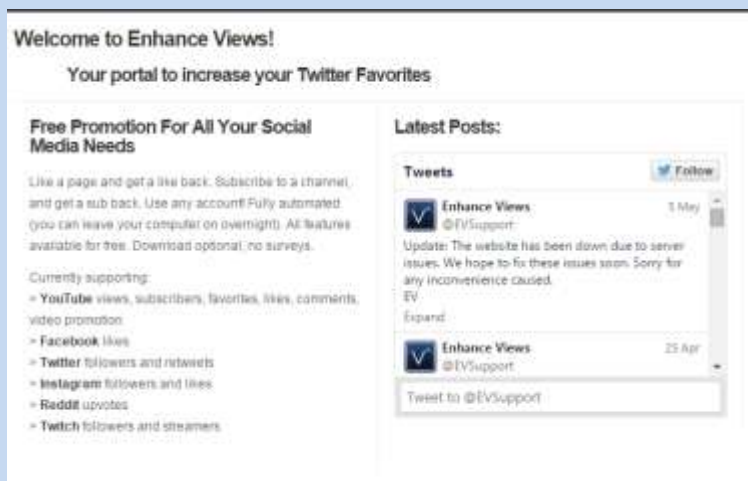 Welcome to Enhance Views!
Your portal to increase your Twitter Favorites
Free Promotion For All Your Social
Media Needs
Like a page and get a like back. Subscribe to a channel,
and get a sub back. Use any account! Fully automated
(you can leave your computer on overnight). All features
available for free. Download optional, no surveys.
Currently supporting:
» YouTube views, subscribers, favorites, likes, comments,
video promotion
» Facebook likes
» Twitter followers and retweets
» Instagram followers and likes
» Reddit upvotes
» Twitch followers and streamers
Latest Posts:
Tweets
Follow
Enhance Views 5 May
@EVSupport
Update: The website has been down due to server
issues. We hope to fix these issues soon. Sorry for
any inconvenience caused.
EV
Expand
Enhance Views 25 Apr
@EVSupport
Tweet to @EVSupport